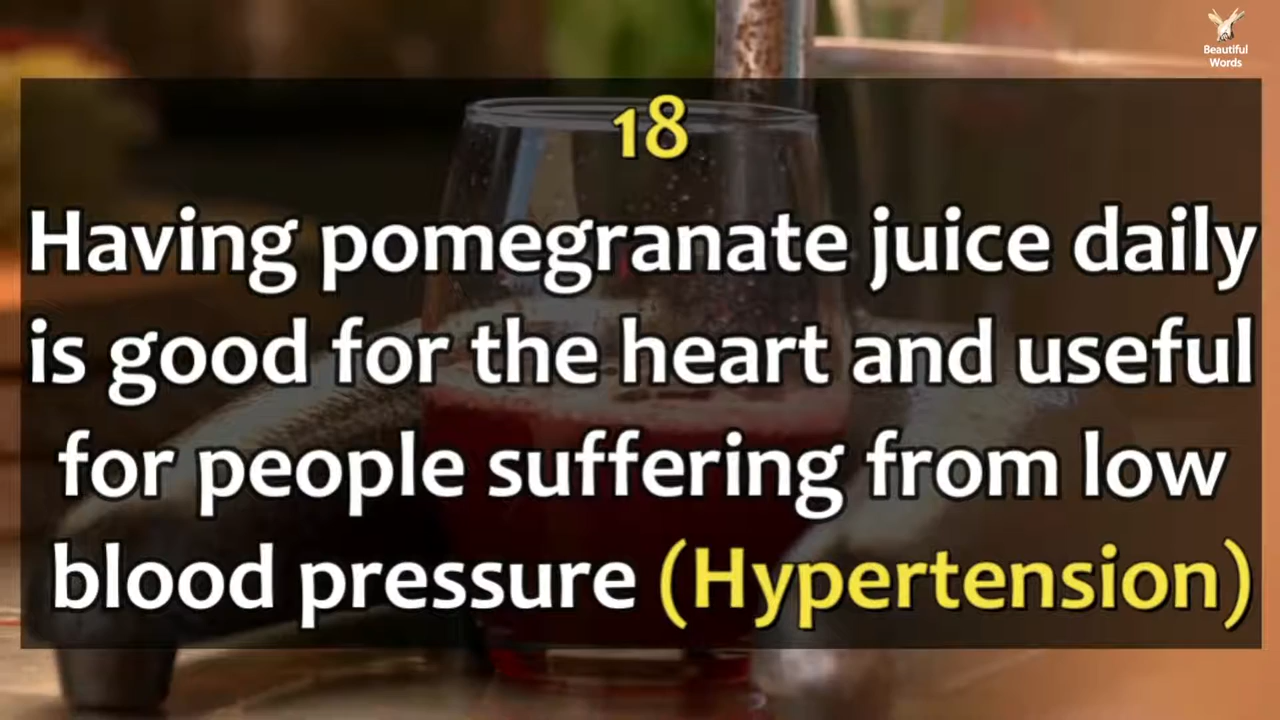 Beautiful
Words
18
Having pomegranate juice daily
is good for the heart and useful
for people suffering from low
blood pressure (Hypertension)